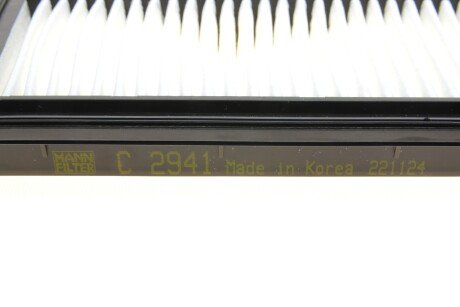 MANN
FILTER
C 2941 Made in Korea 221124